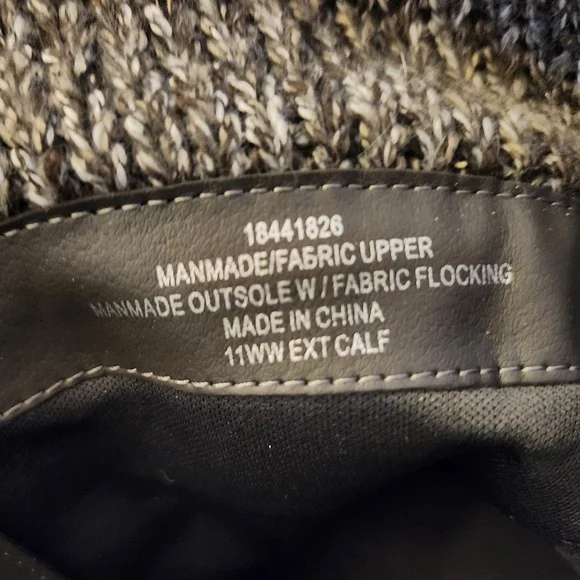 18441826
MANMADE/FABRIC UPPER
MANMADE OUTSOLE W/ FABRIC FLOCKING
MADE IN CHINA
11WW EXT CALF